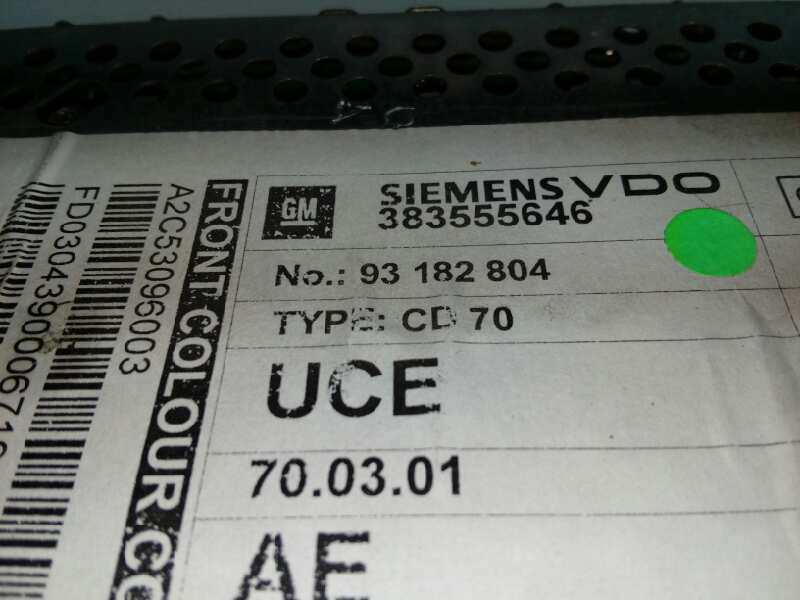 GM
SIEMENS VDO
383555646
No.: 93 182 804
TYPE: CD 70
UCE
70.03.01
AE
FRONT COLOUR CO
A2C53096003